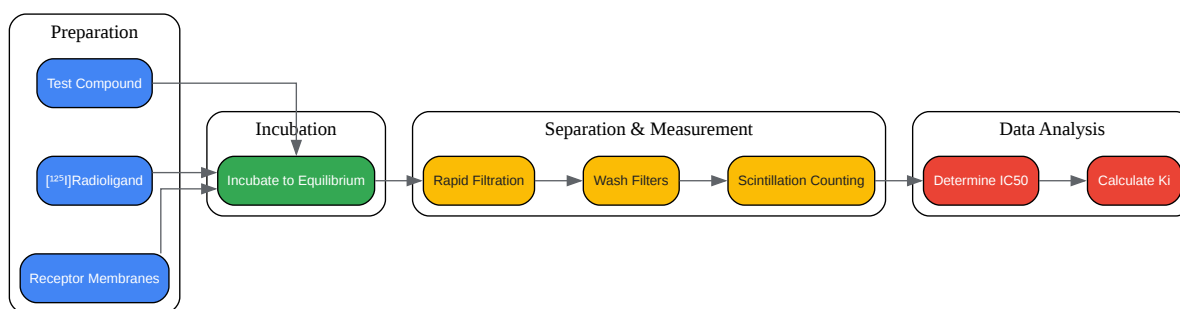 Preparation
Test Compound
[¹²⁵I]Radioligand
Receptor Membranes
Incubation
Incubate to Equilibrium
Separation & Measurement
Rapid Filtration
Wash Filters
Scintillation Counting
Data Analysis
Determine IC50
Calculate Ki